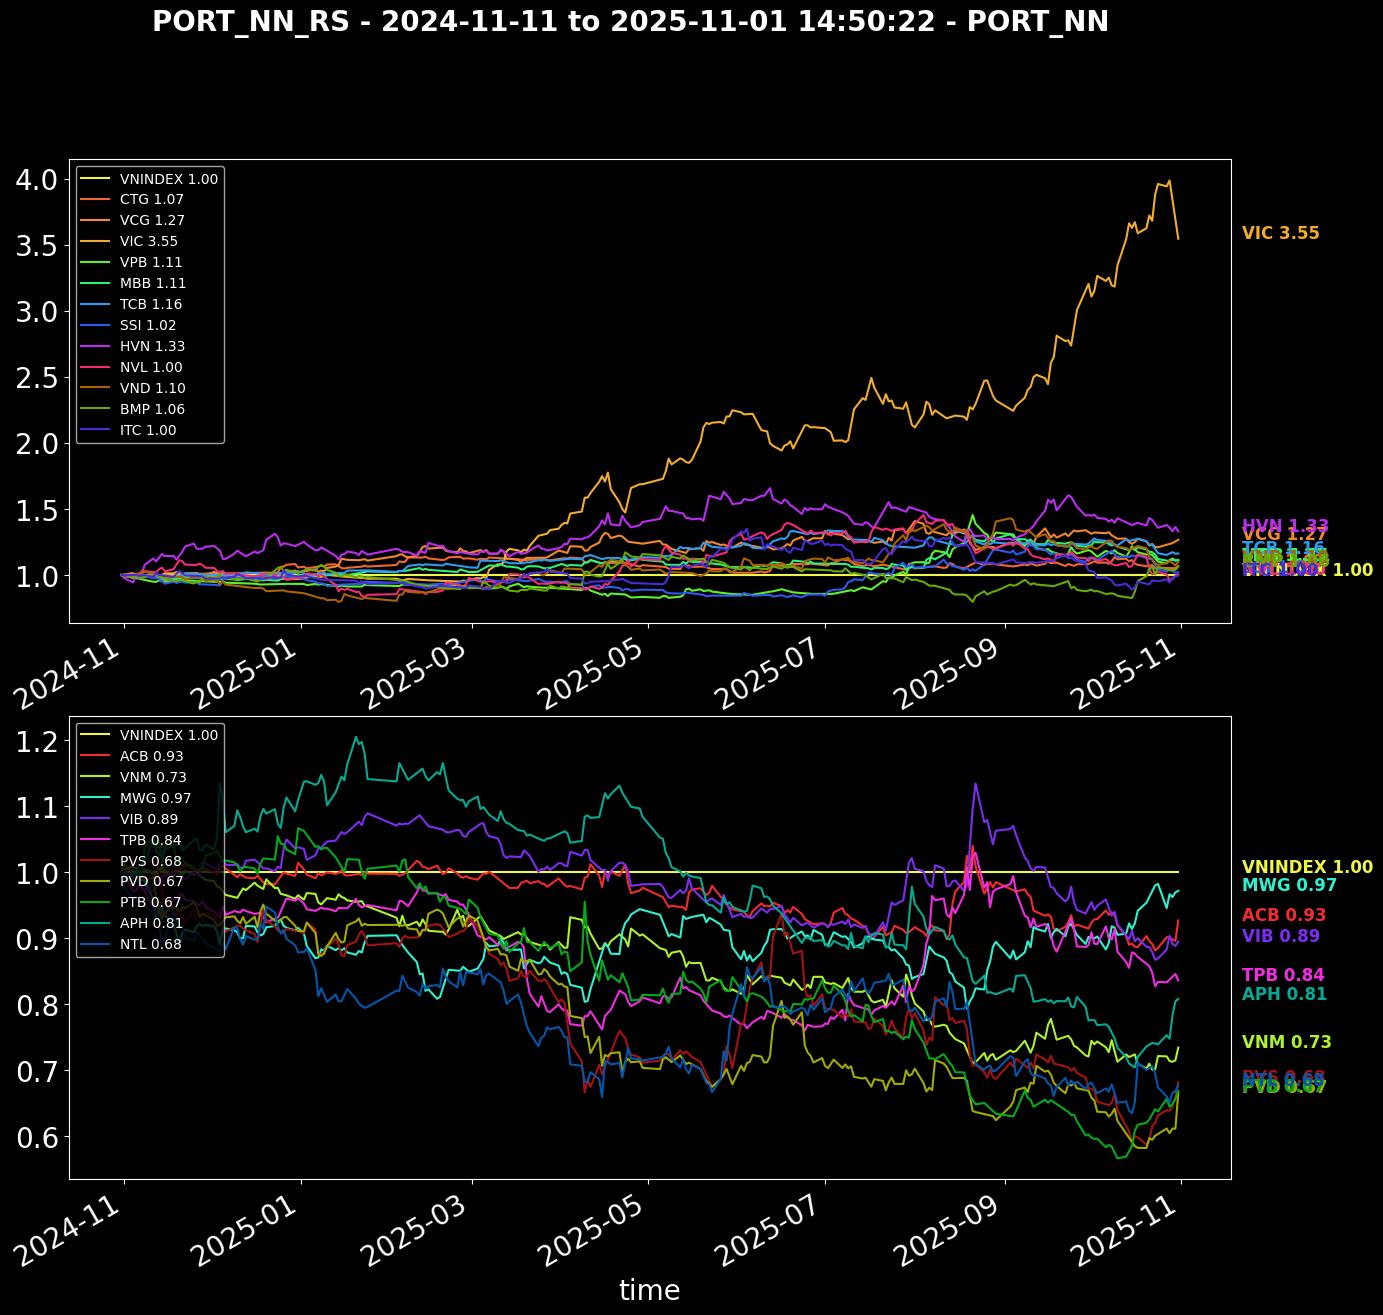 PORT_NN_RS - 2024-11-11 to 2025-11-01 14:50:22 - PORT_NN
4.0
3.5
3.0
2.5
2.0
1.5
1.0
VNINDEX 1.00
CTG 1.07
VCG 1.27
VIC 3.55
VPB 1.11
MBB 1.11
TCB 1.16
SSI 1.02
HVN 1.33
NVL 1.00
VND 1.10
BMP 1.06
ITC 1.00
VIC 3.55
HVN 1.33
VCG 1.27
TCB 1.16
1.00
2024-11
2025-01
2025-03
2025-05
2025-07
2025-09
2025-11
1.2
1.1
1.0
0.9
0.8
0.7
0.6
VNINDEX 1.00
ACB 0.93
VNM 0.73
MWG 0.97
VIB 0.89
TPB 0.84
PVS 0.68
PVD 0.67
PTB 0.67
APH 0.81
NTL 0.68
VNINDEX 1.00
MWG 0.97
ACB 0.93
VIB 0.89
TPB 0.84
APH 0.81
VNM 0.73
PVS 0.68
2024-11
2025-01
2025-03
2025-05
2025-07
2025-09
2025-11
time